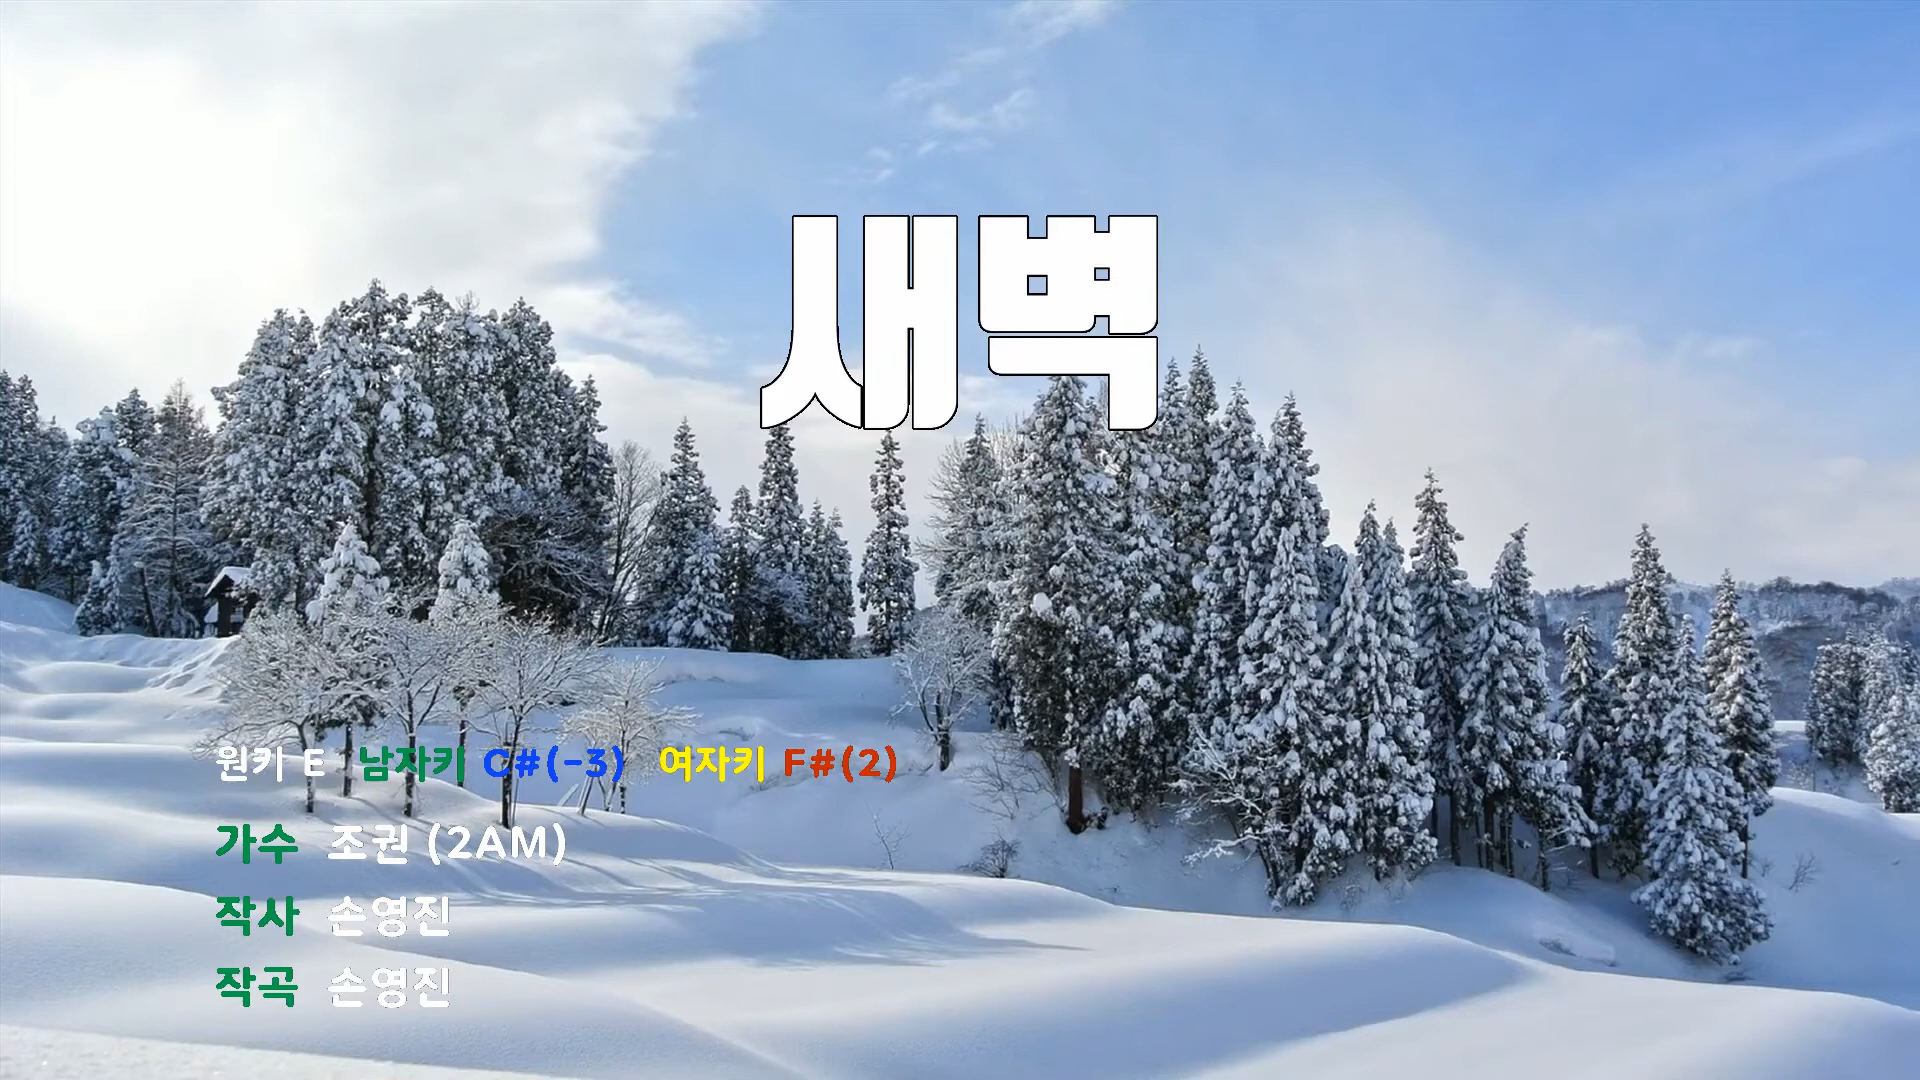 새벽
원키 E 남자키 C#(-3) 여자키 F#(2)
가수 조권 (2AM)
작사 손영진
작곡 손영진